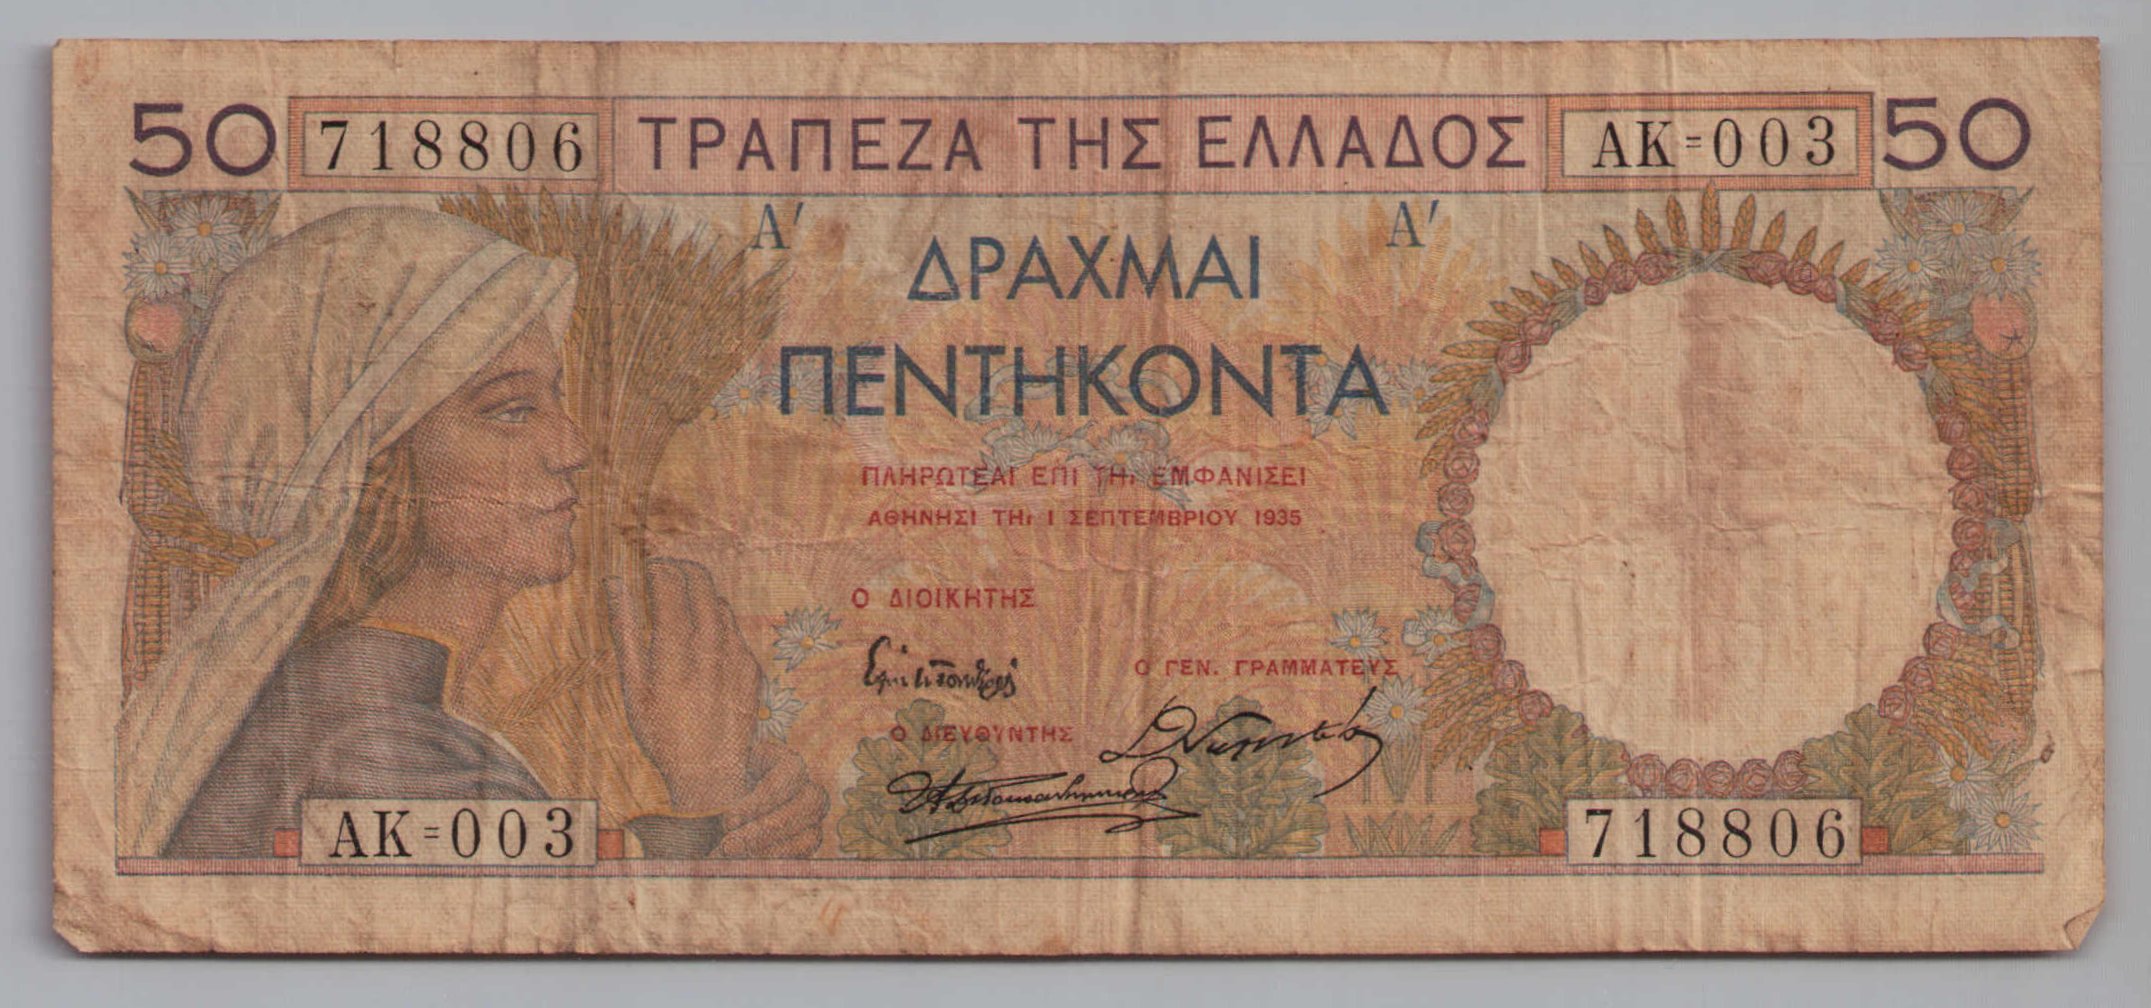 50 718806 ΤΡΑΠΕΖΑ ΤΗΣ ΕΛΛΑΔΟΣ ΑΚ=003 50
Α′ Α′
ΔΡΑΧΜΑΙ
ΠΕΝΤΗΚΟΝΤΑ
ΠΛΗΡΩΤΕΑΙ ΕΠΙ ΤΗι ΕΜΦΑΝΙΣΕΙ
ΑΘΗΝΗΣΙ ΤΗι 1 ΣΕΠΤΕΜΒΡΙΟΥ 1935
Ο ΔΙΟΙΚΗΤΗΣ
Ο ΓΕΝ. ΓΡΑΜΜΑΤΕΥΣ
Ο ΔΙΕΥΘΥΝΤΗΣ
ΑΚ=003 718806